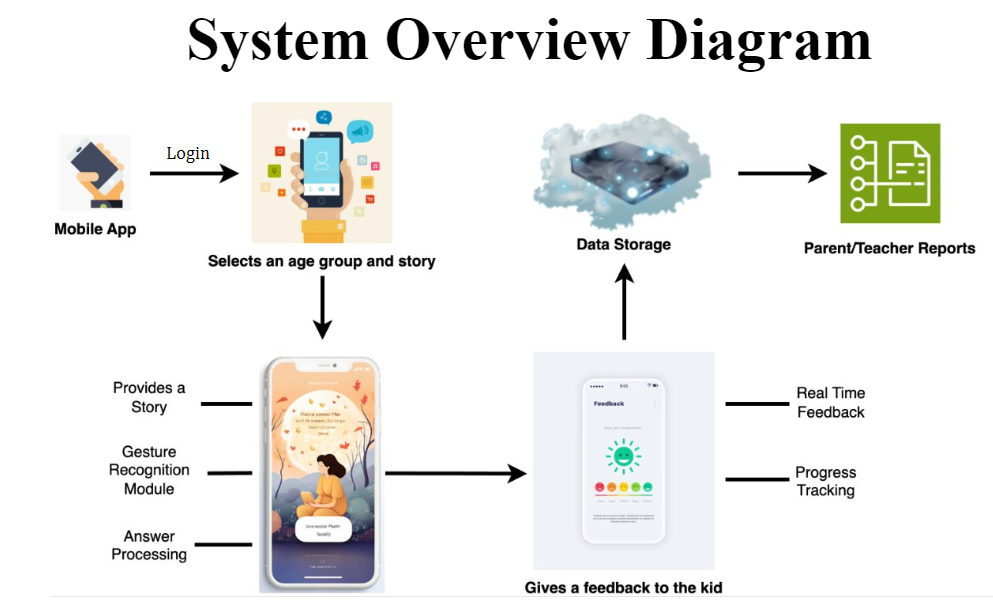 System Overview Diagram
Login
Mobile App
Selects an age group and story
Data Storage
Parent/Teacher Reports
Provides a
Story
Gesture
Recognition
Module
Answer
Processing
Feedback
Real Time
Feedback
Progress
Tracking
Gives a feedback to the kid